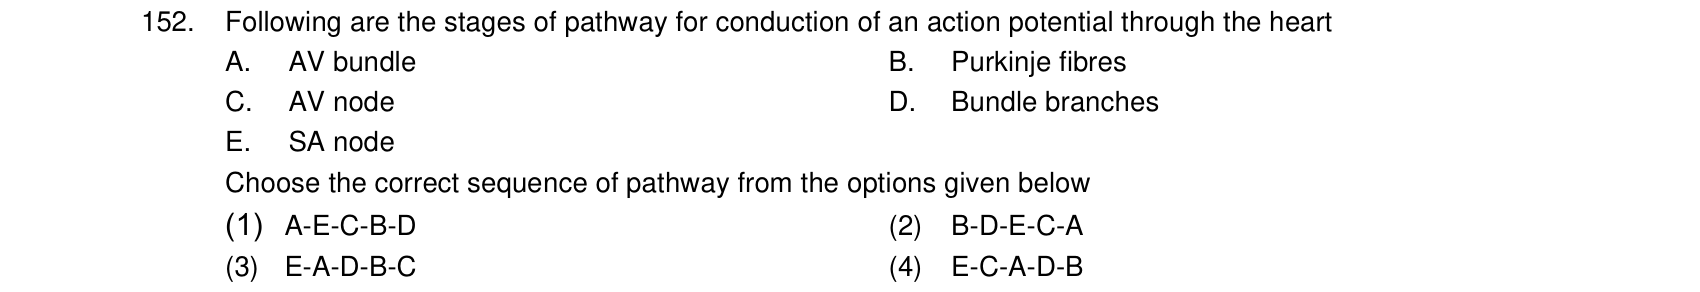 152. Following are the stages of pathway for conduction of an action potential through the heart
A. AV bundle B. Purkinje fibres
C. AV node D. Bundle branches
E. SA node
Choose the correct sequence of pathway from the options given below
(1) A-E-C-B-D (2) B-D-E-C-A
(3) E-A-D-B-C (4) E-C-A-D-B